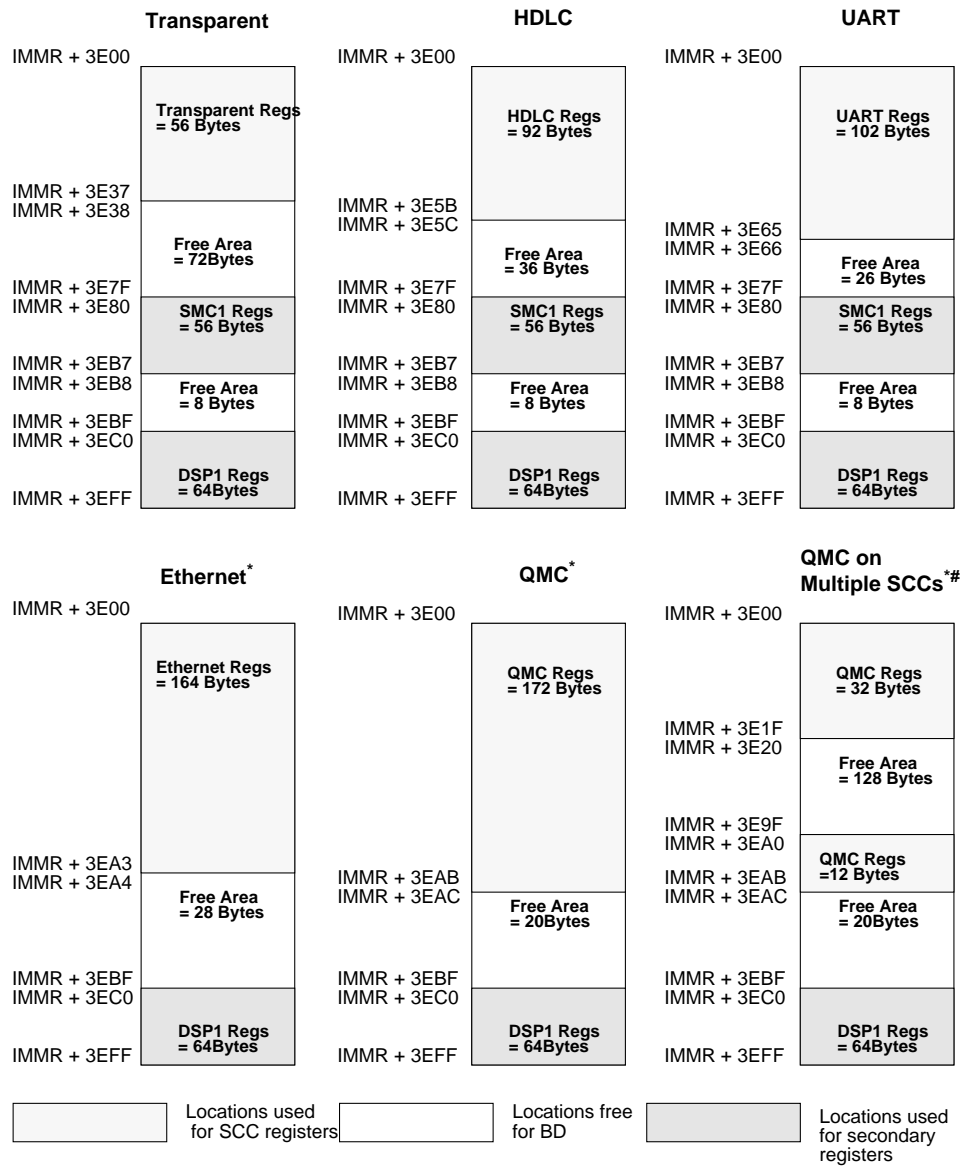 Transparent
IMMR + 3E00
Transparent Regs
= 56 Bytes
IMMR + 3E37
IMMR + 3E38
Free Area
= 72Bytes
IMMR + 3E7F
IMMR + 3E80
SMC1 Regs
= 56 Bytes
IMMR + 3EB7
IMMR + 3EB8
Free Area
= 8 Bytes
IMMR + 3EBF
IMMR + 3EC0
DSP1 Regs
= 64Bytes
IMMR + 3EFF
HDLC
IMMR + 3E00
HDLC Regs
= 92 Bytes
IMMR + 3E5B
IMMR + 3E5C
Free Area
= 36 Bytes
IMMR + 3E7F
IMMR + 3E80
SMC1 Regs
= 56 Bytes
IMMR + 3EB7
IMMR + 3EB8
Free Area
= 8 Bytes
IMMR + 3EBF
IMMR + 3EC0
DSP1 Regs
= 64Bytes
IMMR + 3EFF
UART
IMMR + 3E00
UART Regs
= 102 Bytes
IMMR + 3E65
IMMR + 3E66
Free Area
= 26 Bytes
IMMR + 3E7F
IMMR + 3E80
SMC1 Regs
= 56 Bytes
IMMR + 3EB7
IMMR + 3EB8
Free Area
= 8 Bytes
IMMR + 3EBF
IMMR + 3EC0
DSP1 Regs
= 64Bytes
IMMR + 3EFF
Ethernet*
IMMR + 3E00
Ethernet Regs
= 164 Bytes
IMMR + 3EA3
IMMR + 3EA4
Free Area
= 28 Bytes
IMMR + 3EBF
IMMR + 3EC0
DSP1 Regs
= 64Bytes
IMMR + 3EFF
QMC*
IMMR + 3E00
QMC Regs
= 172 Bytes
IMMR + 3EAB
IMMR + 3EAC
Free Area
= 20Bytes
IMMR + 3EBF
IMMR + 3EC0
DSP1 Regs
= 64Bytes
IMMR + 3EFF
QMC on
Multiple SCCs*#
IMMR + 3E00
QMC Regs
= 32 Bytes
IMMR + 3E1F
IMMR + 3E20
Free Area
= 128 Bytes
IMMR + 3E9F
IMMR + 3EA0
QMC Regs
=12 Bytes
IMMR + 3EAB
IMMR + 3EAC
Free Area
= 20Bytes
IMMR + 3EBF
IMMR + 3EC0
DSP1 Regs
= 64Bytes
IMMR + 3EFF
Locations used
for SCC registers
Locations free
for BD
Locations used
for secondary
registers